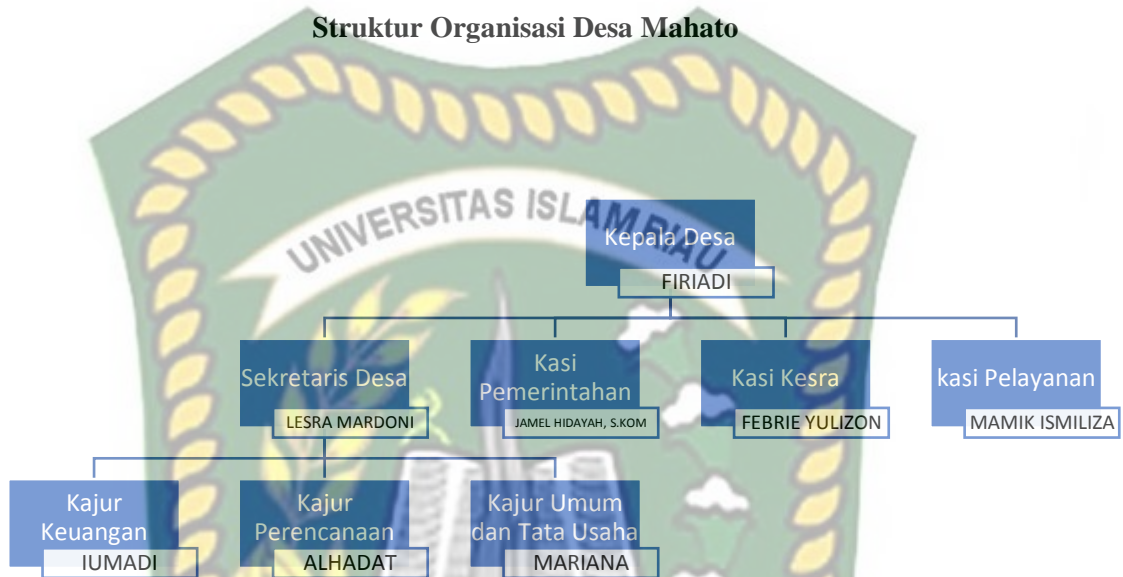 Struktur Organisasi Desa Mahato
UNIVERSITAS ISLAM RIAU
Kepala Desa
FIRIADI
Sekretaris Desa
LESRA MARDONI
Kasi
Pemerintahan
JAMEL HIDAYAH, S.KOM
Kasi Kesra
FEBRIE YULIZON
kasi Pelayanan
MAMIK ISMILIZA
Kajur
Keuangan
IUMADI
Kajur
Perencanaan
ALHADAT
Kajur Umum
dan Tata Usaha
MARIANA